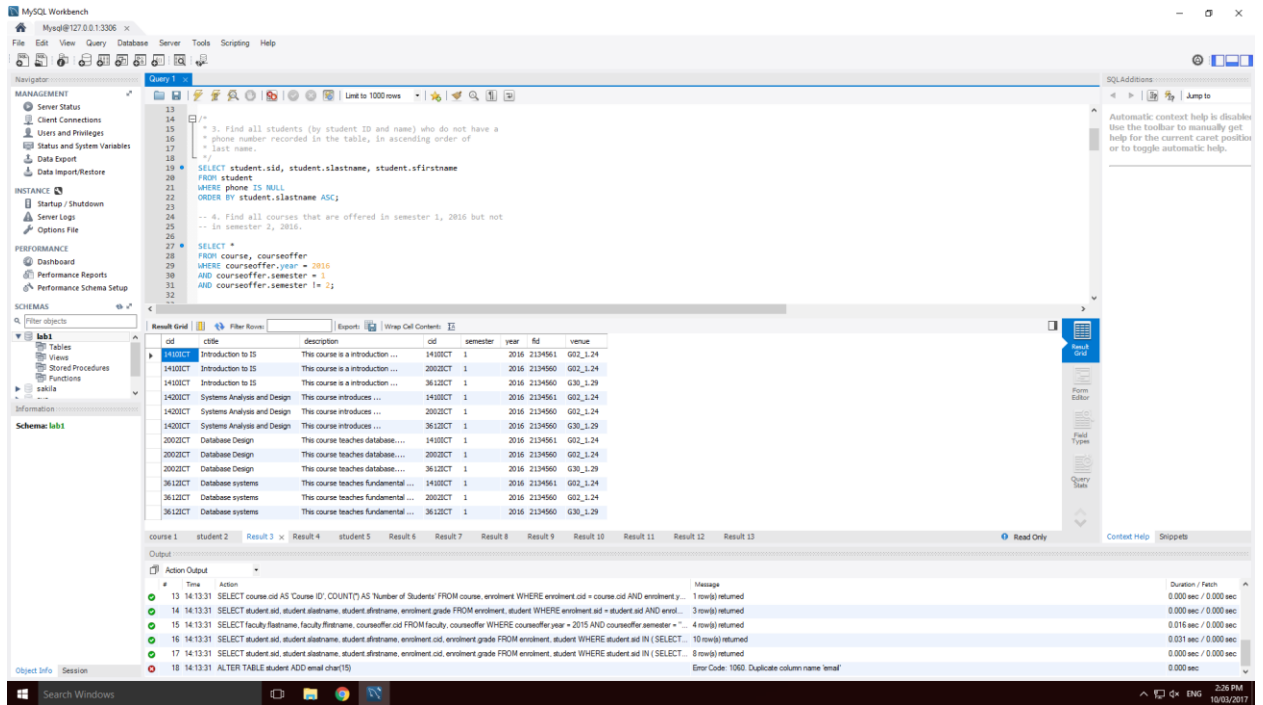 MySQL Workbench
Mysql@127.0.0.1:3306 ×
File Edit View Query Database Server Tools Scripting Help
Navigator
MANAGEMENT
Server Status
Client Connections
Users and Privileges
Status and System Variables
Data Export
Data Import/Restore
INSTANCE
Startup / Shutdown
Server Logs
Options File
PERFORMANCE
Dashboard
Performance Reports
Performance Schema Setup
SCHEMAS
Filter objects
lab1
Tables
Views
Stored Procedures
Functions
sakila
Information
Schema: lab1
Object Info Session
Query 1 ×
Limit to 1000 rows
13
14 /*
15 * 3. Find all students (by student ID and name) who do not have a
16 * phone number recorded in the table, in ascending order of
17 * last name.
18 */
19 SELECT student.sid, student.slastname, student.sfirstname
20 FROM student
21 WHERE phone IS NULL
22 ORDER BY student.slastname ASC;
23
24 -- 4. Find all courses that are offered in semester 1, 2016 but not
25 -- in semester 2, 2016.
26
27 SELECT *
28 FROM course, courseoffer
29 WHERE courseoffer.year = 2016
30 AND courseoffer.semester = 1
31 AND courseoffer.semester != 2;
32
Result Grid Filter Rows: Export: Wrap Cell Content:
cid ctitle description cid semester year fid venue
1410ICT Introduction to IS This course is a introduction ... 1410ICT 1 2016 2134561 G02_1.24
1410ICT Introduction to IS This course is a introduction ... 2002ICT 1 2016 2134560 G02_1.24
1410ICT Introduction to IS This course is a introduction ... 3612ICT 1 2016 2134560 G30_1.29
1420ICT Systems Analysis and Design This course introduces ... 1410ICT 1 2016 2134561 G02_1.24
1420ICT Systems Analysis and Design This course introduces ... 2002ICT 1 2016 2134560 G02_1.24
1420ICT Systems Analysis and Design This course introduces ... 3612ICT 1 2016 2134560 G30_1.29
2002ICT Database Design This course teaches database.... 1410ICT 1 2016 2134561 G02_1.24
2002ICT Database Design This course teaches database.... 2002ICT 1 2016 2134560 G02_1.24
2002ICT Database Design This course teaches database.... 3612ICT 1 2016 2134560 G30_1.29
3612ICT Database systems This course teaches fundamental ... 1410ICT 1 2016 2134561 G02_1.24
3612ICT Database systems This course teaches fundamental ... 2002ICT 1 2016 2134560 G02_1.24
3612ICT Database systems This course teaches fundamental ... 3612ICT 1 2016 2134560 G30_1.29
Result Grid
Form Editor
Field Types
Query Stats
course 1 student 2 Result 3 × Result 4 student 5 Result 6 Result 7 Result 8 Result 9 Result 10 Result 11 Result 12 Result 13 Read Only
SQLAdditions
Jump to
Automatic context help is disabled
Use the toolbar to manually get
help for the current caret position
or to toggle automatic help.
Context Help Snippets
Output
Action Output
# Time Action Message Duration / Fetch
13 14:13:31 SELECT course.cid AS 'Course ID', COUNT(*) AS 'Number of Students' FROM course, enrolment WHERE enrolment.cid = course.cid AND enrolment.y... 1 row(s) returned 0.000 sec / 0.000 sec
14 14:13:31 SELECT student.sid, student.slastname, student.sfirstname, enrolment.grade FROM enrolment, student WHERE enrolment.sid = student.sid AND enrol... 3 row(s) returned 0.000 sec / 0.000 sec
15 14:13:31 SELECT faculty.flastname, faculty.ffirstname, courseoffer.cid FROM faculty, courseoffer WHERE courseoffer.year = 2015 AND courseoffer.semester = "... 4 row(s) returned 0.016 sec / 0.000 sec
16 14:13:31 SELECT student.sid, student.slastname, student.sfirstname, enrolment.cid, enrolment.grade FROM enrolment, student WHERE student.sid IN ( SELECT... 10 row(s) returned 0.031 sec / 0.000 sec
17 14:13:31 SELECT student.sid, student.slastname, student.sfirstname, enrolment.cid, enrolment.grade FROM enrolment, student WHERE student.sid IN ( SELECT... 8 row(s) returned 0.000 sec / 0.000 sec
18 14:13:31 ALTER TABLE student ADD email char(15) Error Code: 1060. Duplicate column name 'email' 0.000 sec
Search Windows
ENG
2:26 PM
10/03/2017